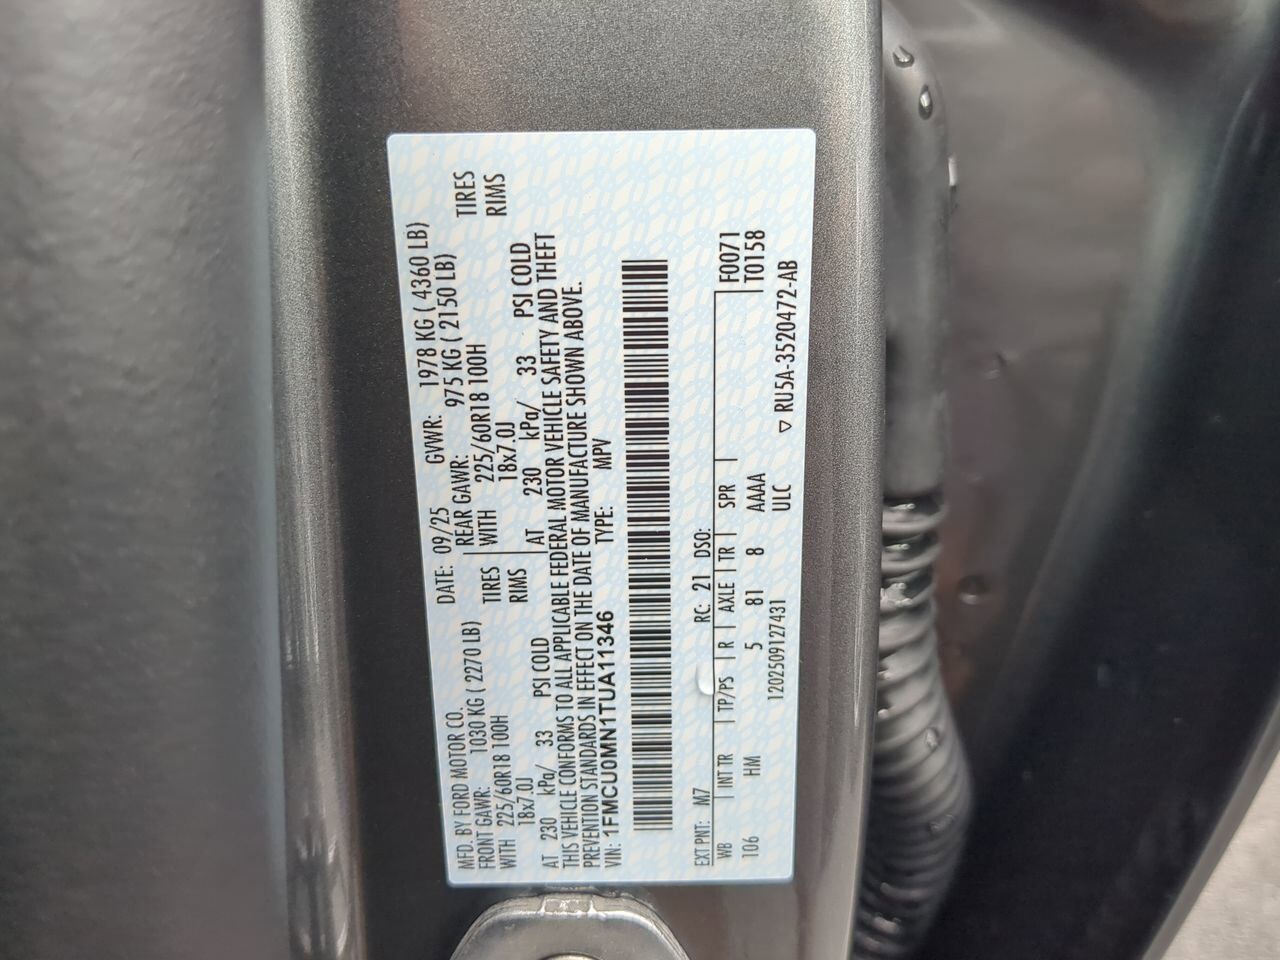 MFD. BY FORD MOTOR CO. DATE: 09/25 GVWR: 1978 KG ( 4360 LB)
FRONT GAWR: 1030 KG ( 2270 LB) REAR GAWR: 975 KG ( 2150 LB)
WITH 225/60R18 100H TIRES WITH 225/60R18 100H TIRES
18x7.0J RIMS 18x7.0J RIMS
AT 230 kPa/ 33 PSI COLD AT 230 kPa/ 33 PSI COLD
THIS VEHICLE CONFORMS TO ALL APPLICABLE FEDERAL MOTOR VEHICLE SAFETY AND THEFT
PREVENTION STANDARDS IN EFFECT ON THE DATE OF MANUFACTURE SHOWN ABOVE.
VIN: 1FMCU0MN1TUA11346 TYPE: MPV
EXT PNT: M7 RC: 21 DSO: F0071
WB INT TR TP/PS R AXLE TR SPR T0158
106 HM 5 81 8 AAAA
1202509127431 ULC ▽ RU5A-3520472-AB